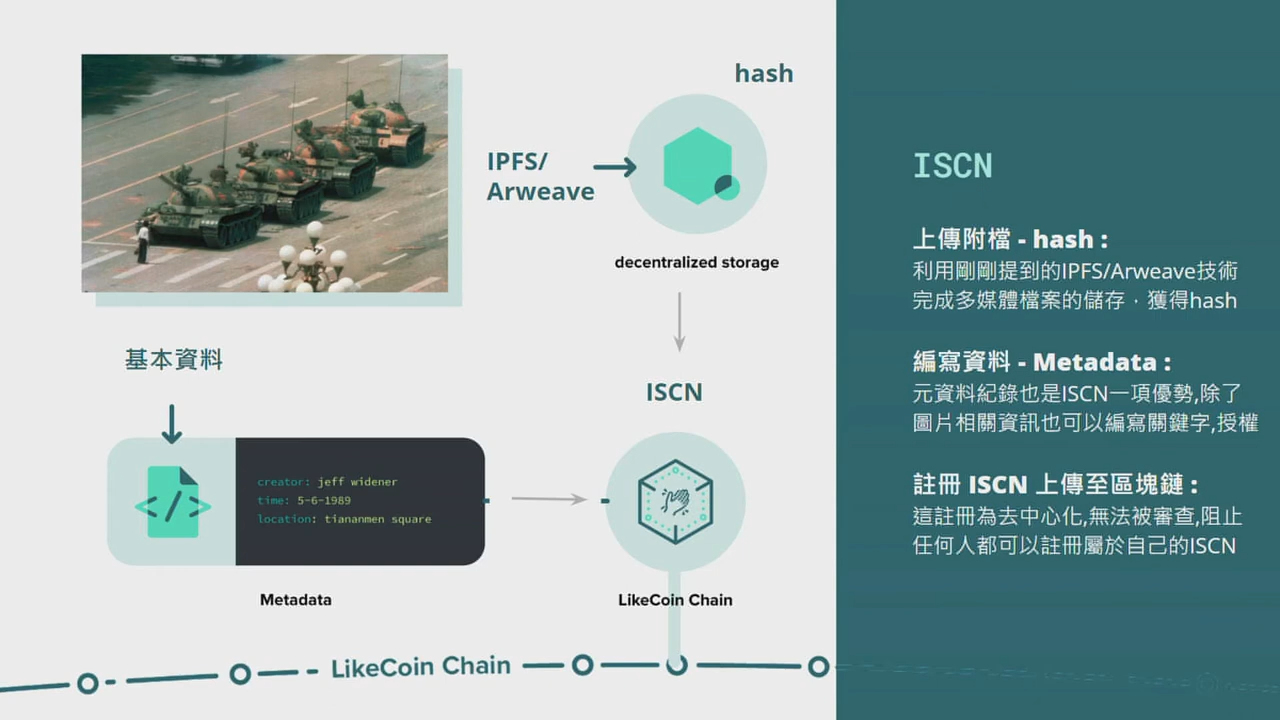 hash
IPFS/
Arweave
decentralized storage
基本資料
ISCN
creator: jeff widener
time: 5-6-1989
location: tiananmen square
Metadata
LikeCoin Chain
LikeCoin Chain
ISCN
上傳附檔 - hash :
利用剛剛提到的IPFS/Arweave技術
完成多媒體檔案的儲存，獲得hash
編寫資料 - Metadata :
元資料紀錄也是ISCN一項優勢,除了
圖片相關資訊也可以編寫關鍵字,授權
註冊 ISCN 上傳至區塊鏈 :
這註冊為去中心化,無法被審查,阻止
任何人都可以註冊屬於自己的ISCN